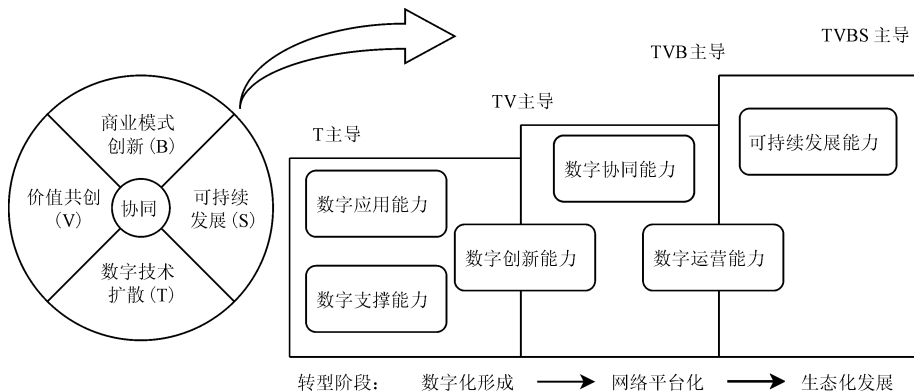 商业模式
创新(B)
价值共创
(V)
协同
可持续
发展(S)
数字技术
扩散(T)
T主导
TV主导
TVB主导
TVBS 主导
数字应用能力
数字支撑能力
数字创新能力
数字协同能力
数字运营能力
可持续发展能力
转型阶段: 数字化形成 网络平台化 生态化发展